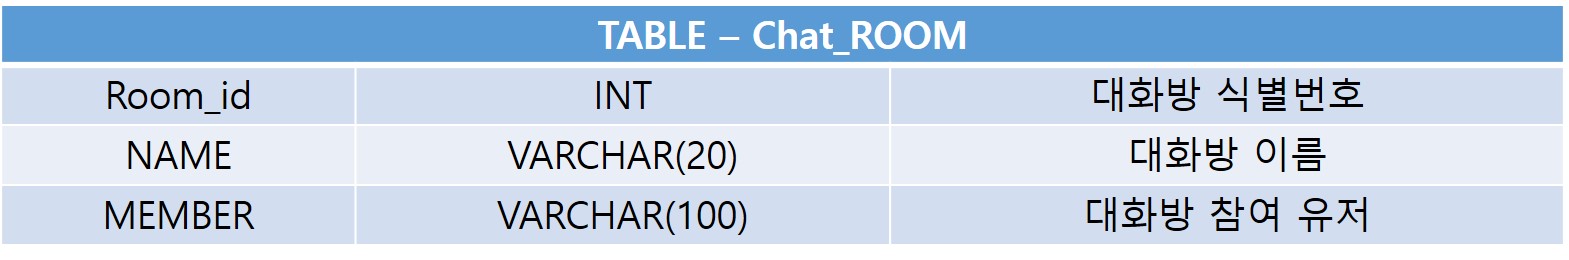 TABLE – Chat_ROOM
Room_id INT 대화방 식별번호
NAME VARCHAR(20) 대화방 이름
MEMBER VARCHAR(100) 대화방 참여 유저